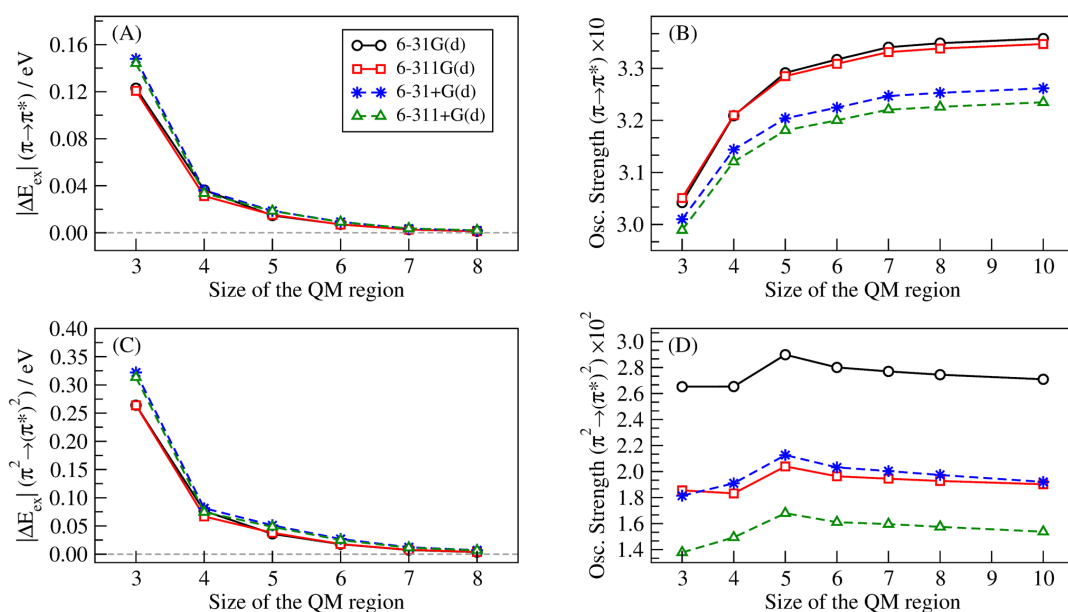 (A)
|ΔE_ex| (π→π*) / eV
0.16
0.12
0.08
0.04
0.00
3 4 5 6 7 8
Size of the QM region
6-31G(d)
6-311G(d)
6-31+G(d)
6-311+G(d)
(B)
Osc. Strength (π→π*) ×10
3.3
3.2
3.1
3.0
3 4 5 6 7 8 9 10
Size of the QM region
(C)
|ΔE_ex| (π²→(π*)²) / eV
0.40
0.35
0.30
0.25
0.20
0.15
0.10
0.05
0.00
3 4 5 6 7 8
Size of the QM region
(D)
Osc. Strength (π²→(π*)²) ×10²
3.0
2.8
2.6
2.4
2.2
2.0
1.8
1.6
1.4
3 4 5 6 7 8 9 10
Size of the QM region